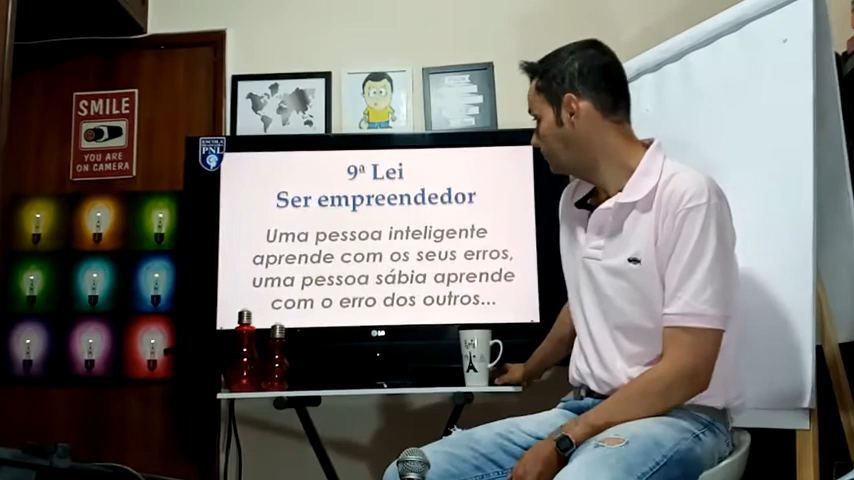 SMILE
YOU ARE
ON CAMERA
ESCOLA
PNL
9ª Lei
Ser empreendedor
Uma pessoa inteligente
aprende com os seus erros,
uma pessoa sábia aprende
com o erro dos outros...
LG